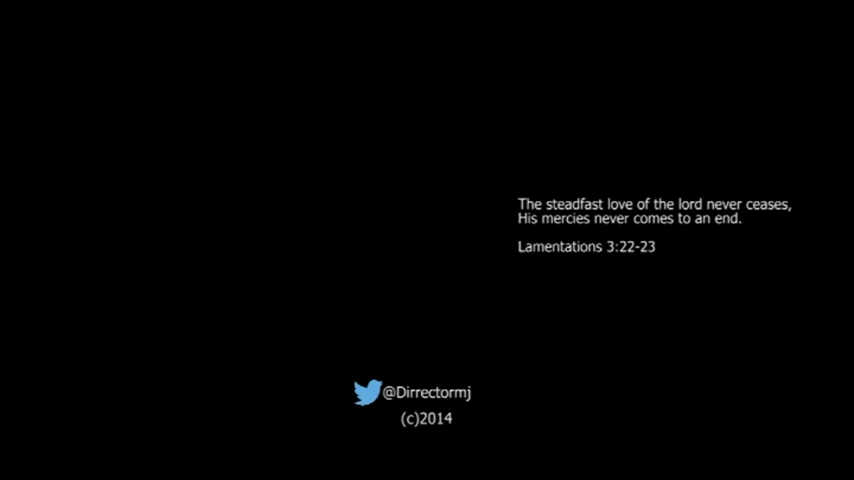 The steadfast love of the lord never ceases,
His mercies never comes to an end.
Lamentations 3:22-23
@Dirrectormj
(c)2014